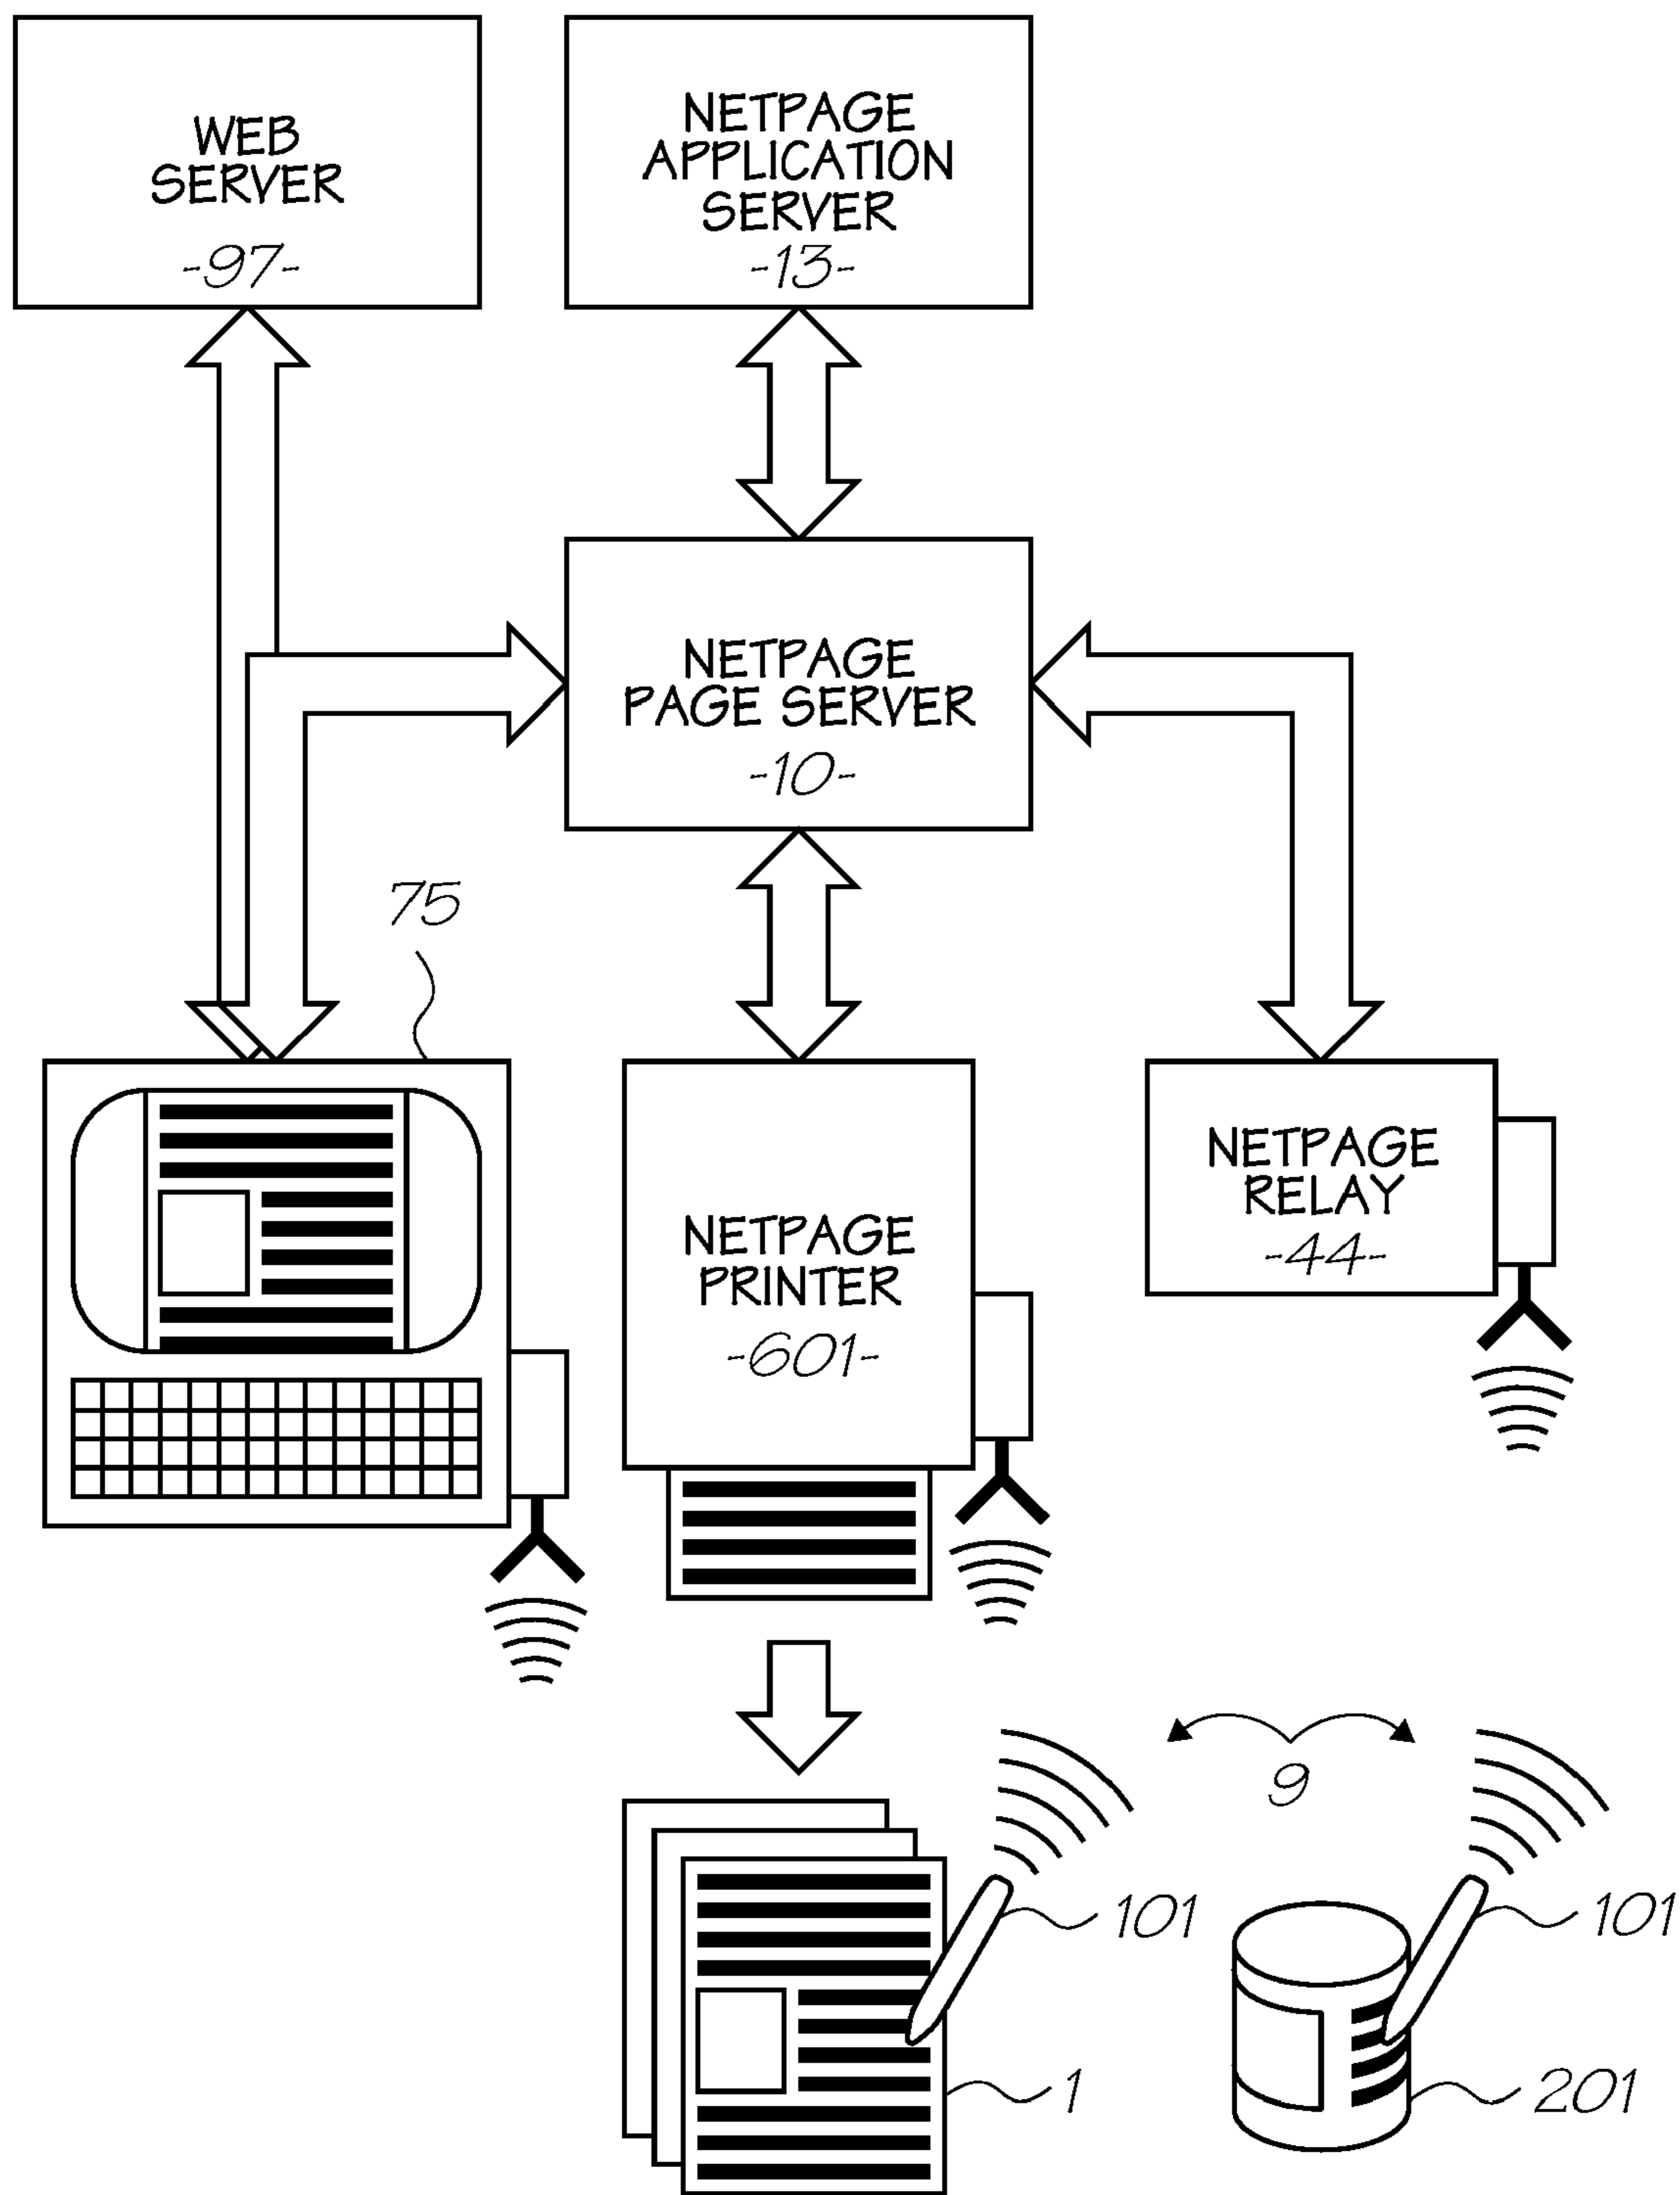 WEB
SERVER
-97-
NETPAGE
APPLICATION
SERVER
-13-
NETPAGE
PAGE SERVER
-10-
75
NETPAGE
PRINTER
-601-
NETPAGE
RELAY
-44-
9
101
101
1
201